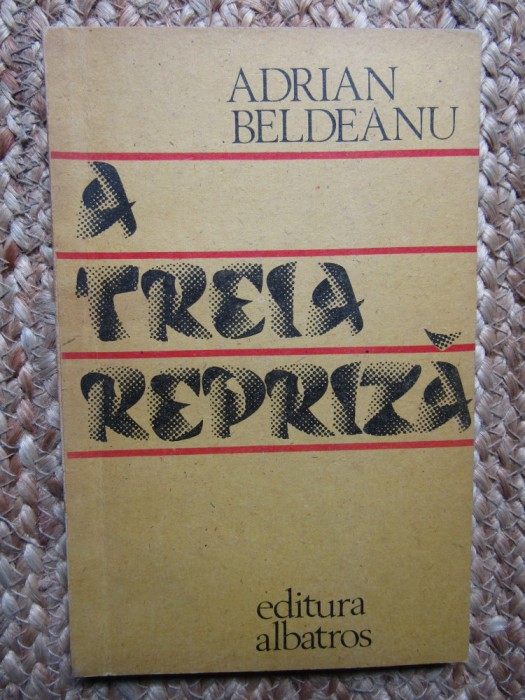 ADRIAN
BELDEANU
A
TREIA
REPRIZĂ
editura
albatros